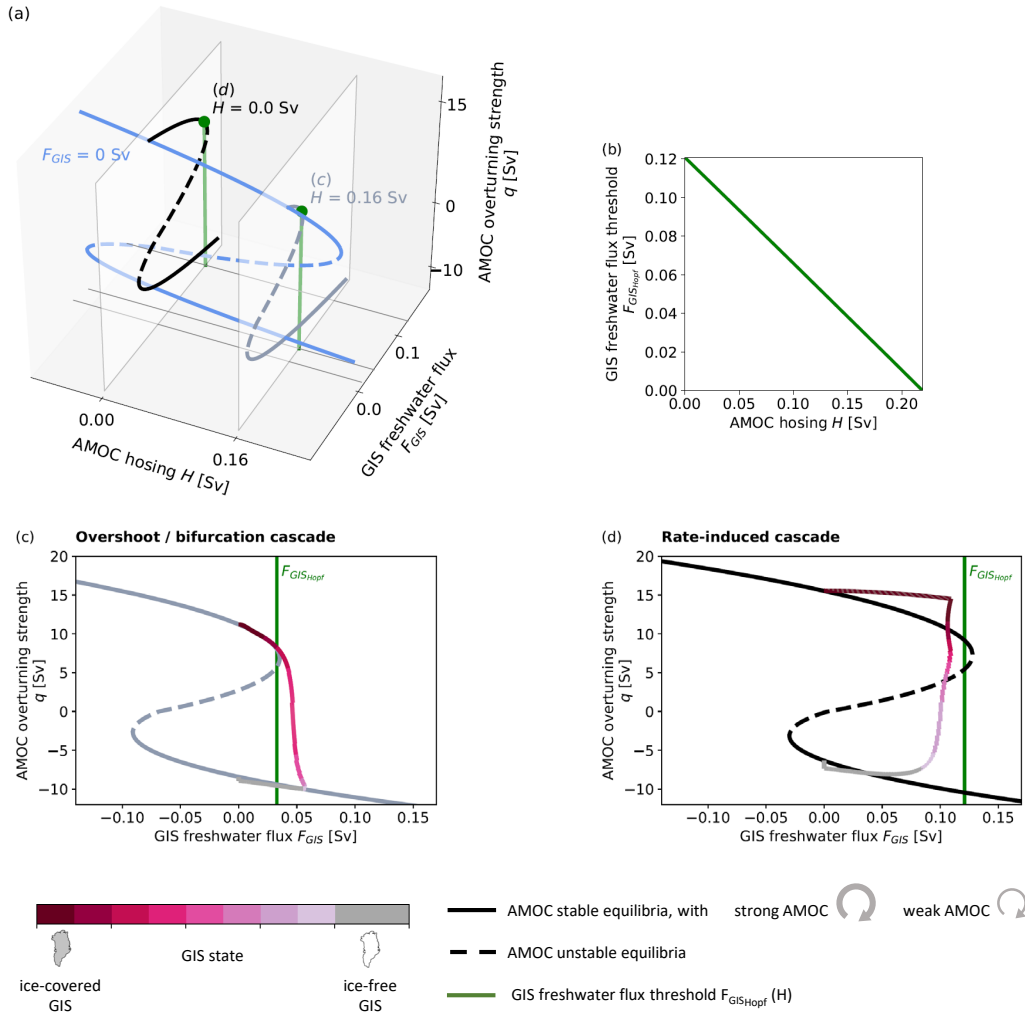 (a)
(d)
H = 0.0 Sv
F_GIS = 0 Sv
(c)
H = 0.16 Sv
15
0
−10
AMOC overturning strength
q [Sv]
0.1
0.0
GIS freshwater flux
F_GIS [Sv]
0.00
0.16
AMOC hosing H [Sv]
(b)
0.12
0.10
0.08
0.06
0.04
0.02
0.00
GIS freshwater flux threshold
F_GIS_Hopf [Sv]
0.00 0.05 0.10 0.15 0.20
AMOC hosing H [Sv]
(c) Overshoot / bifurcation cascade
20
15
10
5
0
−5
−10
AMOC overturning strength
q [Sv]
F_GIS_Hopf
−0.10 −0.05 0.00 0.05 0.10 0.15
GIS freshwater flux F_GIS [Sv]
(d) Rate-induced cascade
20
15
10
5
0
−5
−10
AMOC overturning strength
q [Sv]
F_GIS_Hopf
−0.10 −0.05 0.00 0.05 0.10 0.15
GIS freshwater flux F_GIS [Sv]
GIS state
ice-covered
GIS
ice-free
GIS
AMOC stable equilibria, with strong AMOC weak AMOC
AMOC unstable equilibria
GIS freshwater flux threshold F_GIS_Hopf (H)